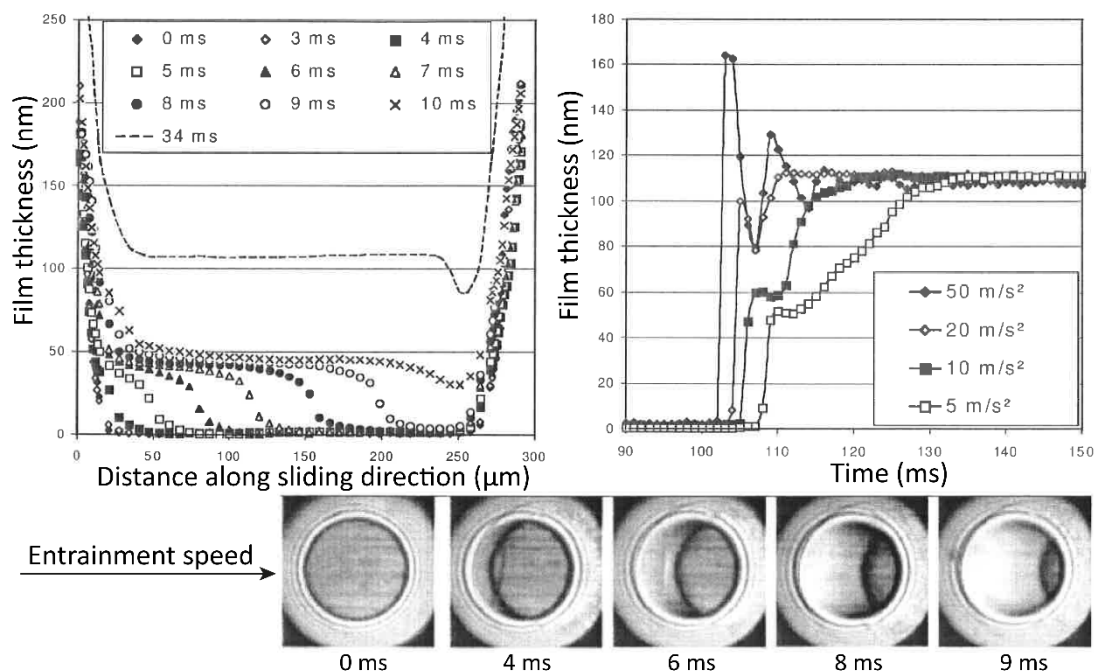 250
200
150
100
50
0
Film thickness (nm)
0 ms 3 ms 4 ms
5 ms 6 ms 7 ms
8 ms 9 ms 10 ms
34 ms
0 50 100 150 200 250 300
Distance along sliding direction (μm)
180
160
140
120
100
80
60
40
20
0
Film thickness (nm)
50 m/s²
20 m/s²
10 m/s²
5 m/s²
90 100 110 120 130 140 150
Time (ms)
Entrainment speed
0 ms 4 ms 6 ms 8 ms 9 ms